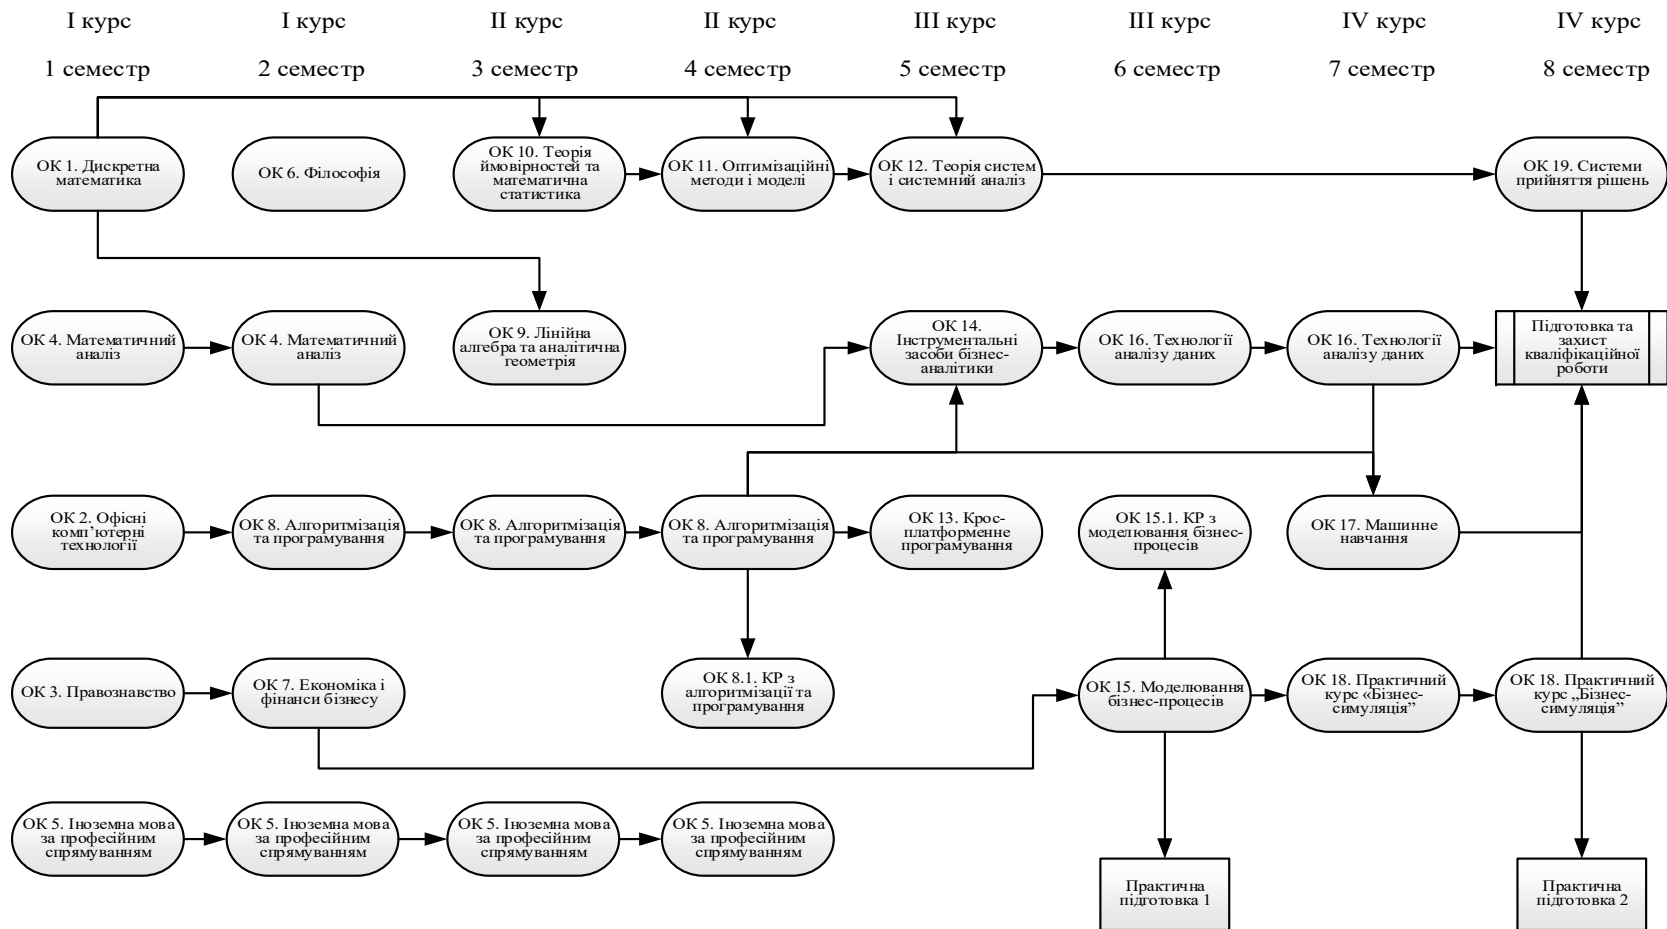 І курс
І курс
ІІ курс
ІІ курс
ІІІ курс
ІІІ курс
IV курс
IV курс
1 семестр
2 семестр
3 семестр
4 семестр
5 семестр
6 семестр
7 семестр
8 семестр
ОК 1. Дискретна
математика
ОК 6. Філософія
ОК 10. Теорія
ймовірностей та
математична
статистика
ОК 11. Оптимізаційні
методи і моделі
ОК 12. Теорія систем
і системний аналіз
ОК 19. Системи
прийняття рішень
ОК 4. Математичний
аналіз
ОК 4. Математичний
аналіз
ОК 9. Лінійна
алгебра та аналітична
геометрія
ОК 14.
Інструментальні
засоби бізнес-
аналітики
ОК 16. Технології
аналізу даних
ОК 16. Технології
аналізу даних
Підготовка та
захист
кваліфікаційної
роботи
ОК 2. Офісні
комп’ютерні
технології
ОК 8. Алгоритмізація
та програмування
ОК 8. Алгоритмізація
та програмування
ОК 8. Алгоритмізація
та програмування
ОК 13. Крос-
платформенне
програмування
ОК 15.1. КР з
моделювання бізнес-
процесів
ОК 17. Машинне
навчання
ОК 3. Правознавство
ОК 7. Економіка і
фінанси бізнесу
ОК 8.1. КР з
алгоритмізації та
програмування
ОК 15. Моделювання
бізнес-процесів
ОК 18. Практичний
курс «Бізнес-
симуляція”
ОК 18. Практичний
курс „Бізнес-
симуляція”
ОК 5. Іноземна мова
за професійним
спрямуванням
ОК 5. Іноземна мова
за професійним
спрямуванням
ОК 5. Іноземна мова
за професійним
спрямуванням
ОК 5. Іноземна мова
за професійним
спрямуванням
Практична
підготовка 1
Практична
підготовка 2